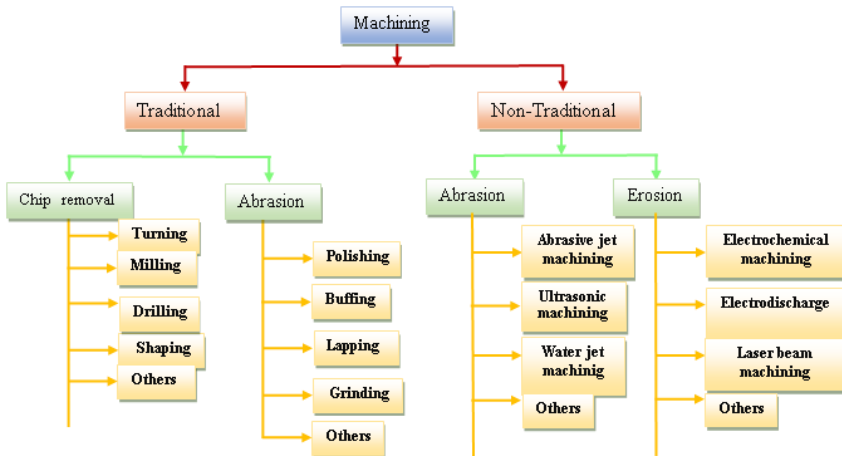 Machining
Traditional
Non-Traditional
Chip removal
Abrasion
Abrasion
Erosion
Turning
Milling
Drilling
Shaping
Others
Polishing
Buffing
Lapping
Grinding
Others
Abrasive jet
machining
Ultrasonic
machining
Water jet
machinig
Others
Electrochemical
machining
Electrodischarge
Laser beam
machining
Others